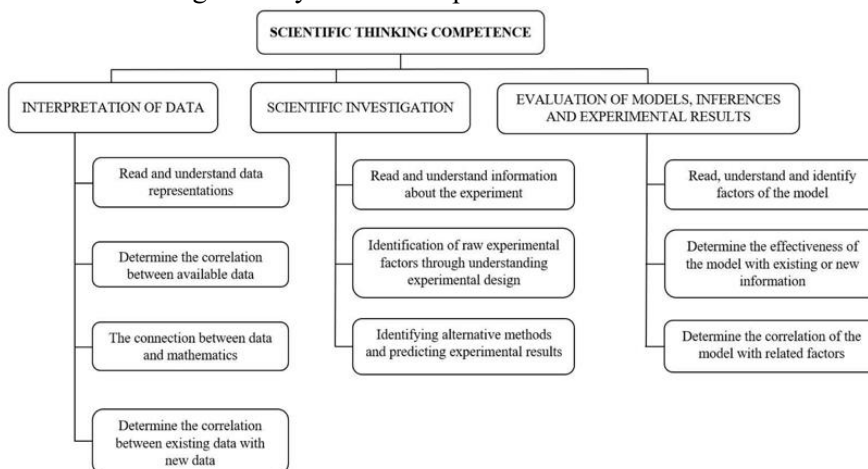 SCIENTIFIC THINKING COMPETENCE
INTERPRETATION OF DATA
Read and understand data
representations
Determine the correlation
between available data
The connection between data
and mathematics
Determine the correlation
between existing data with
new data
SCIENTIFIC INVESTIGATION
Read and understand information
about the experiment
Identification of raw experimental
factors through understanding
experimental design
Identifying alternative methods
and predicting experimental results
EVALUATION OF MODELS, INFERENCES
AND EXPERIMENTAL RESULTS
Read, understand and identify
factors of the model
Determine the effectiveness of
the model with existing or new
information
Determine the correlation of the
model with related factors